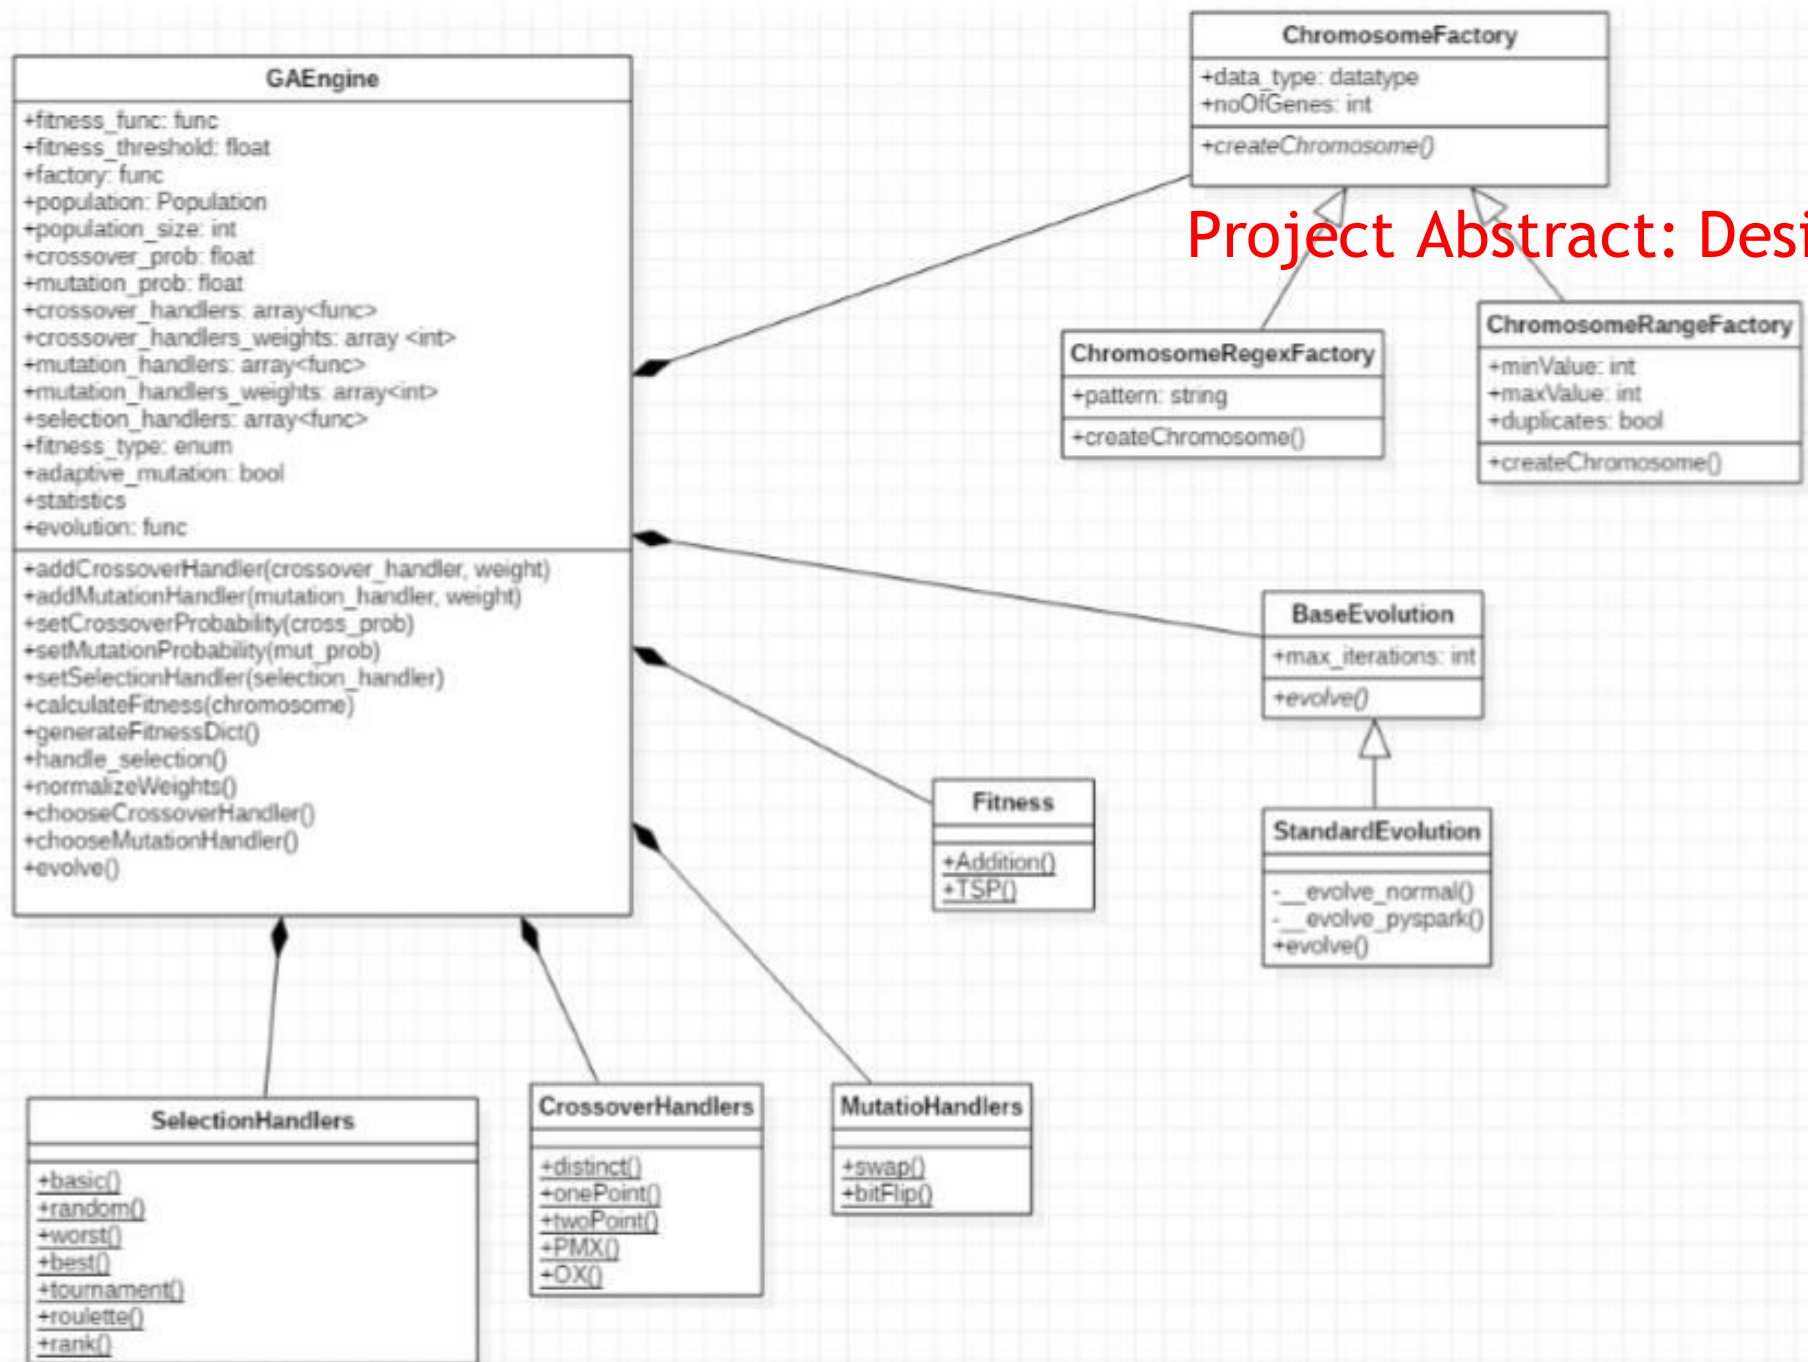 GAEngine
+fitness_func: func
+fitness_threshold: float
+factory: func
+population: Population
+population_size: int
+crossover_prob: float
+mutation_prob: float
+crossover_handlers: array<func>
+crossover_handlers_weights: array <int>
+mutation_handlers: array<func>
+mutation_handlers_weights: array<int>
+selection_handlers: array<func>
+fitness_type: enum
+adaptive_mutation: bool
+statistics
+evolution: func
+addCrossoverHandler(crossover_handler, weight)
+addMutationHandler(mutation_handler, weight)
+setCrossoverProbability(cross_prob)
+setMutationProbability(mut_prob)
+setSelectionHandler(selection_handler)
+calculateFitness(chromosome)
+generateFitnessDict()
+handle_selection()
+normalizeWeights()
+chooseCrossoverHandler()
+chooseMutationHandler()
+evolve()
ChromosomeFactory
+data_type: datatype
+noOfGenes: int
+createChromosome()
Project Abstract: Desi
ChromosomeRegexFactory
+pattern: string
+createChromosome()
ChromosomeRangeFactory
+minValue: int
+maxValue: int
+duplicates: bool
+createChromosome()
BaseEvolution
+max_iterations: int
+evolve()
StandardEvolution
-__evolve_normal()
-__evolve_pyspark()
+evolve()
Fitness
+Addition()
+TSP()
SelectionHandlers
+basic()
+random()
+worst()
+best()
+tournament()
+roulette()
+rank()
CrossoverHandlers
+distinct()
+onePoint()
+twoPoint()
+PMX()
+OX()
MutatioHandlers
+swap()
+bitFlip()